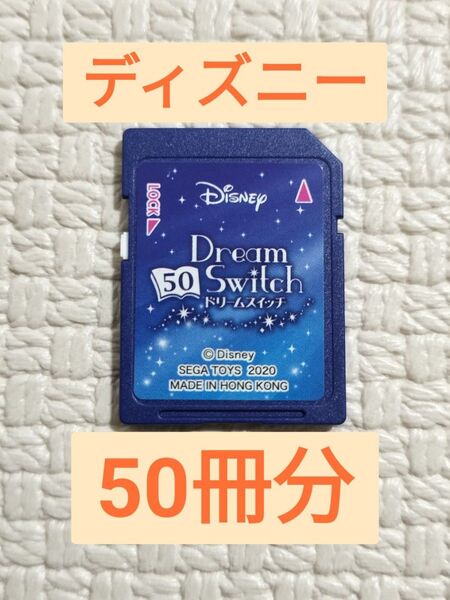 ディズニー
Disney
LOCK
Dream
50 Switch
ドリームスイッチ
© Disney
SEGA TOYS 2020
MADE IN HONG KONG
50冊分